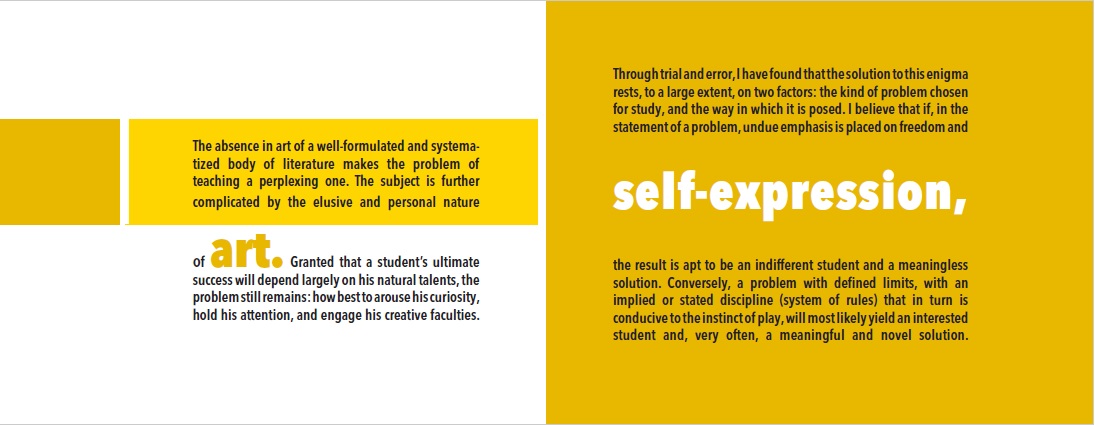 The absence in art of a well-formulated and systema-
tized body of literature makes the problem of
teaching a perplexing one. The subject is further
complicated by the elusive and personal nature
of art. Granted that a student's ultimate
success will depend largely on his natural talents, the
problem still remains: how best to arouse his curiosity,
hold his attention, and engage his creative faculties.
Through trial and error, I have found that the solution to this enigma
rests, to a large extent, on two factors: the kind of problem chosen
for study, and the way in which it is posed. I believe that if, in the
statement of a problem, undue emphasis is placed on freedom and
self-expression,
the result is apt to be an indifferent student and a meaningless
solution. Conversely, a problem with defined limits, with an
implied or stated discipline (system of rules) that in turn is
conducive to the instinct of play, will most likely yield an interested
student and, very often, a meaningful and novel solution.